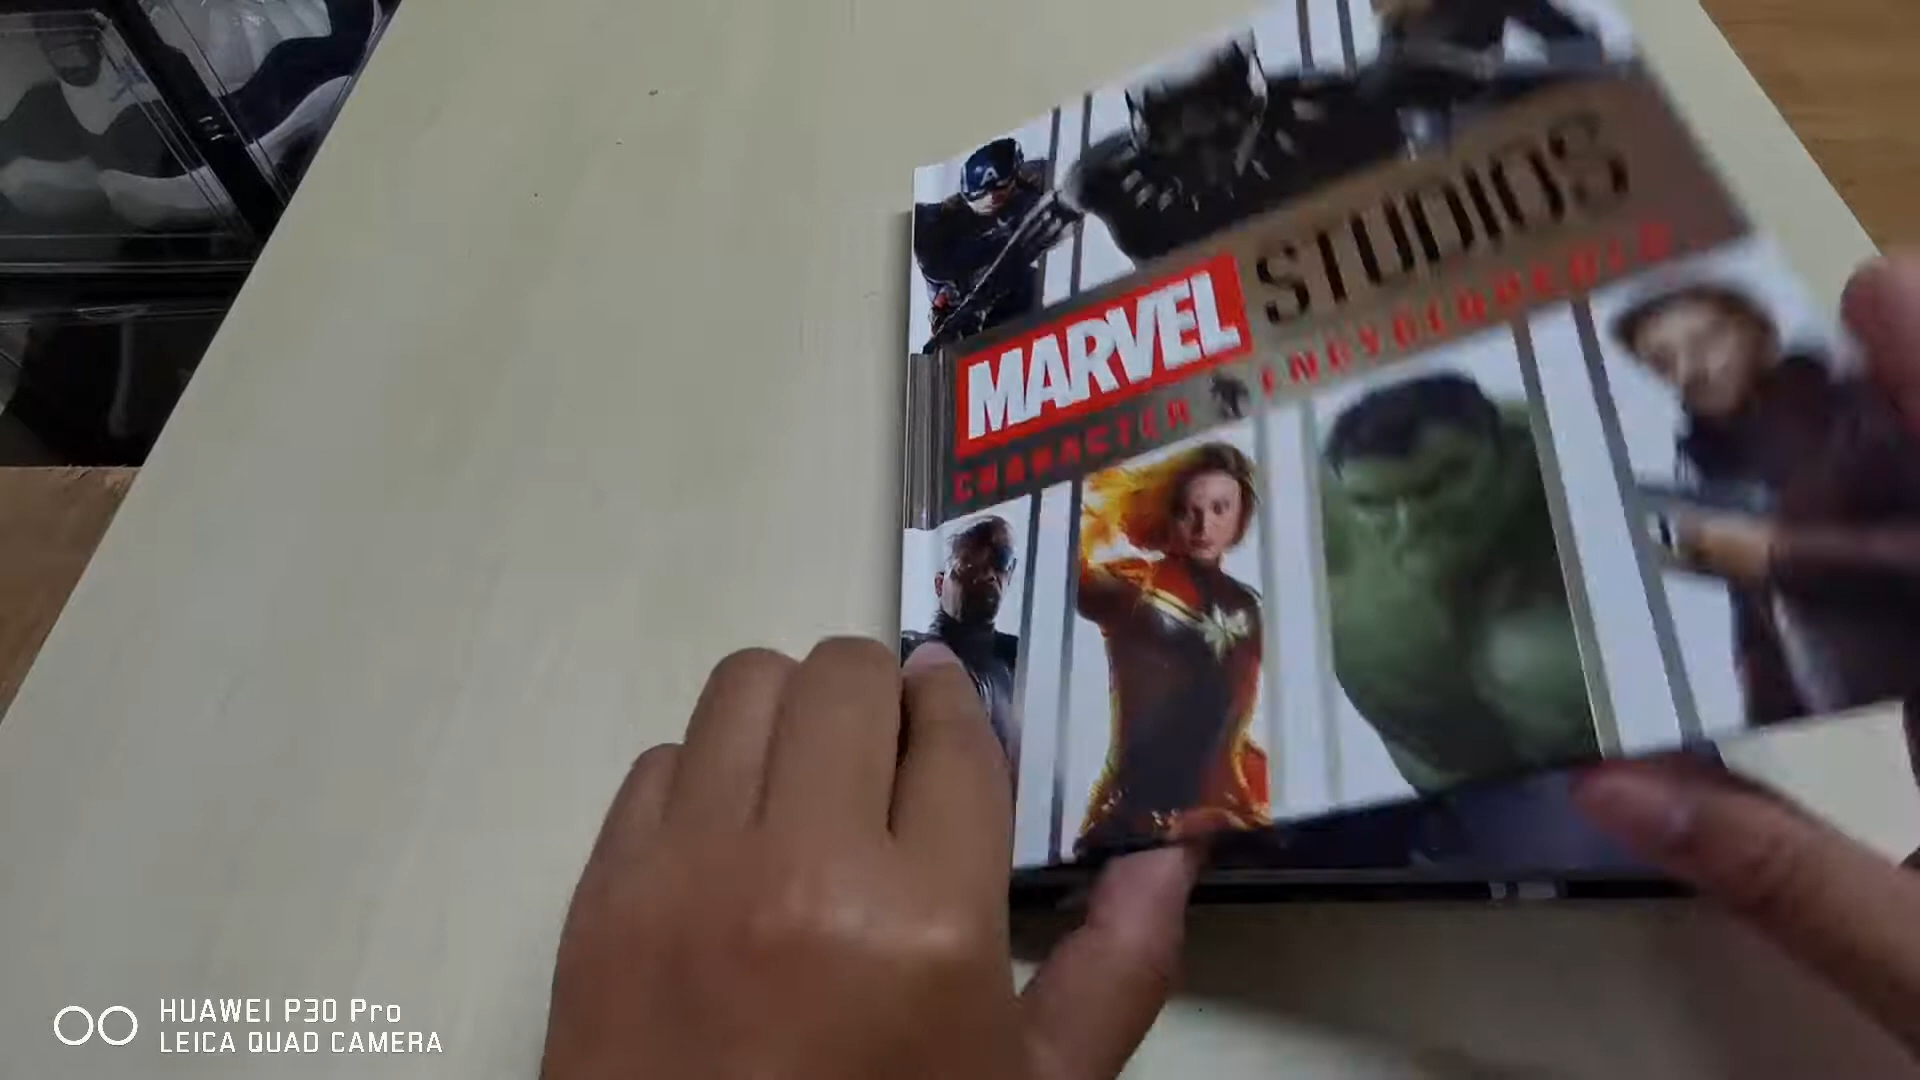 MARVEL STUDIOS
CHARACTER ENCYCLOPEDIA
A
HUAWEI P30 Pro
LEICA QUAD CAMERA